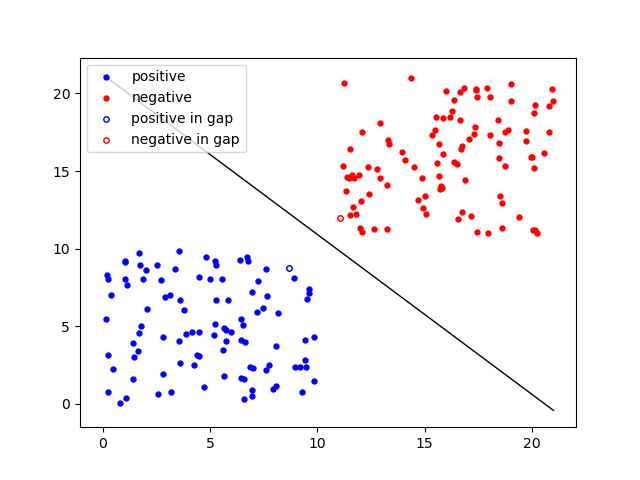 positive
negative
positive in gap
negative in gap
20
15
10
5
0
0 5 10 15 20